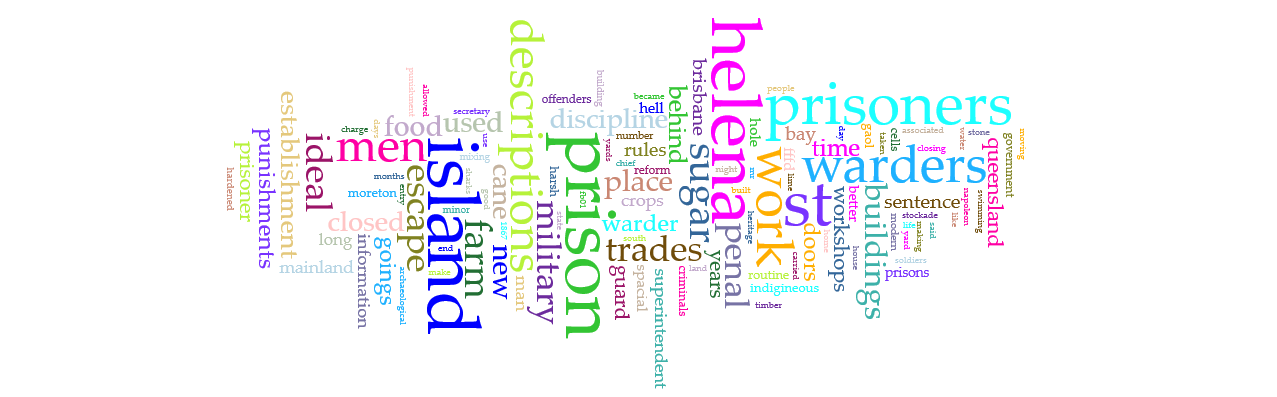 helena
prison
island
prisoners
st
descriptions
work
warders
men
trades
sugar
penal
military
escape
buildings
ideal
farm
place
new
closed
discipline
used
food
time
establishment
punishments
prisoner
hardened
mainland
long
information
goings
archaeological
moreton
months
entry
charge
days
punishment
allowed
secretary
use
mixing
sharks
good
minor
end
make
1867
cane
man
harsh
state
offenders
building
became
hell
number
rules
yards
chief
reform
crops
warder
south
guard
spacial
superintendent
criminals
land
years
behind
brisbane
night
mr
built
heritage
hole
people
bay
fffd
lime
day
gaol
taken
cells
associated
closing
water
stone
queensland
government
moving
swimming
napoleon
like
sentence
stockade
better
workshops
modern
life
yard
making
said
soldiers
prisons
house
home
doors
carried
routine
indigineous
timber